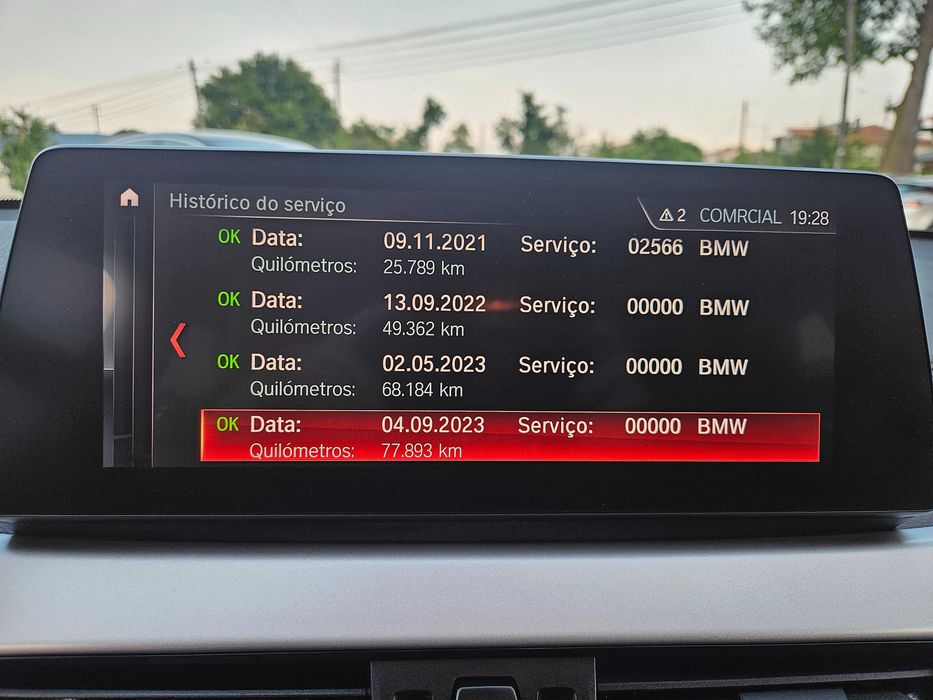 Histórico do serviço 2 COMRCIAL 19:28
OK Data: 09.11.2021 Serviço: 02566 BMW
Quilómetros: 25.789 km
OK Data: 13.09.2022 Serviço: 00000 BMW
Quilómetros: 49.362 km
OK Data: 02.05.2023 Serviço: 00000 BMW
Quilómetros: 68.184 km
OK Data: 04.09.2023 Serviço: 00000 BMW
Quilómetros: 77.893 km